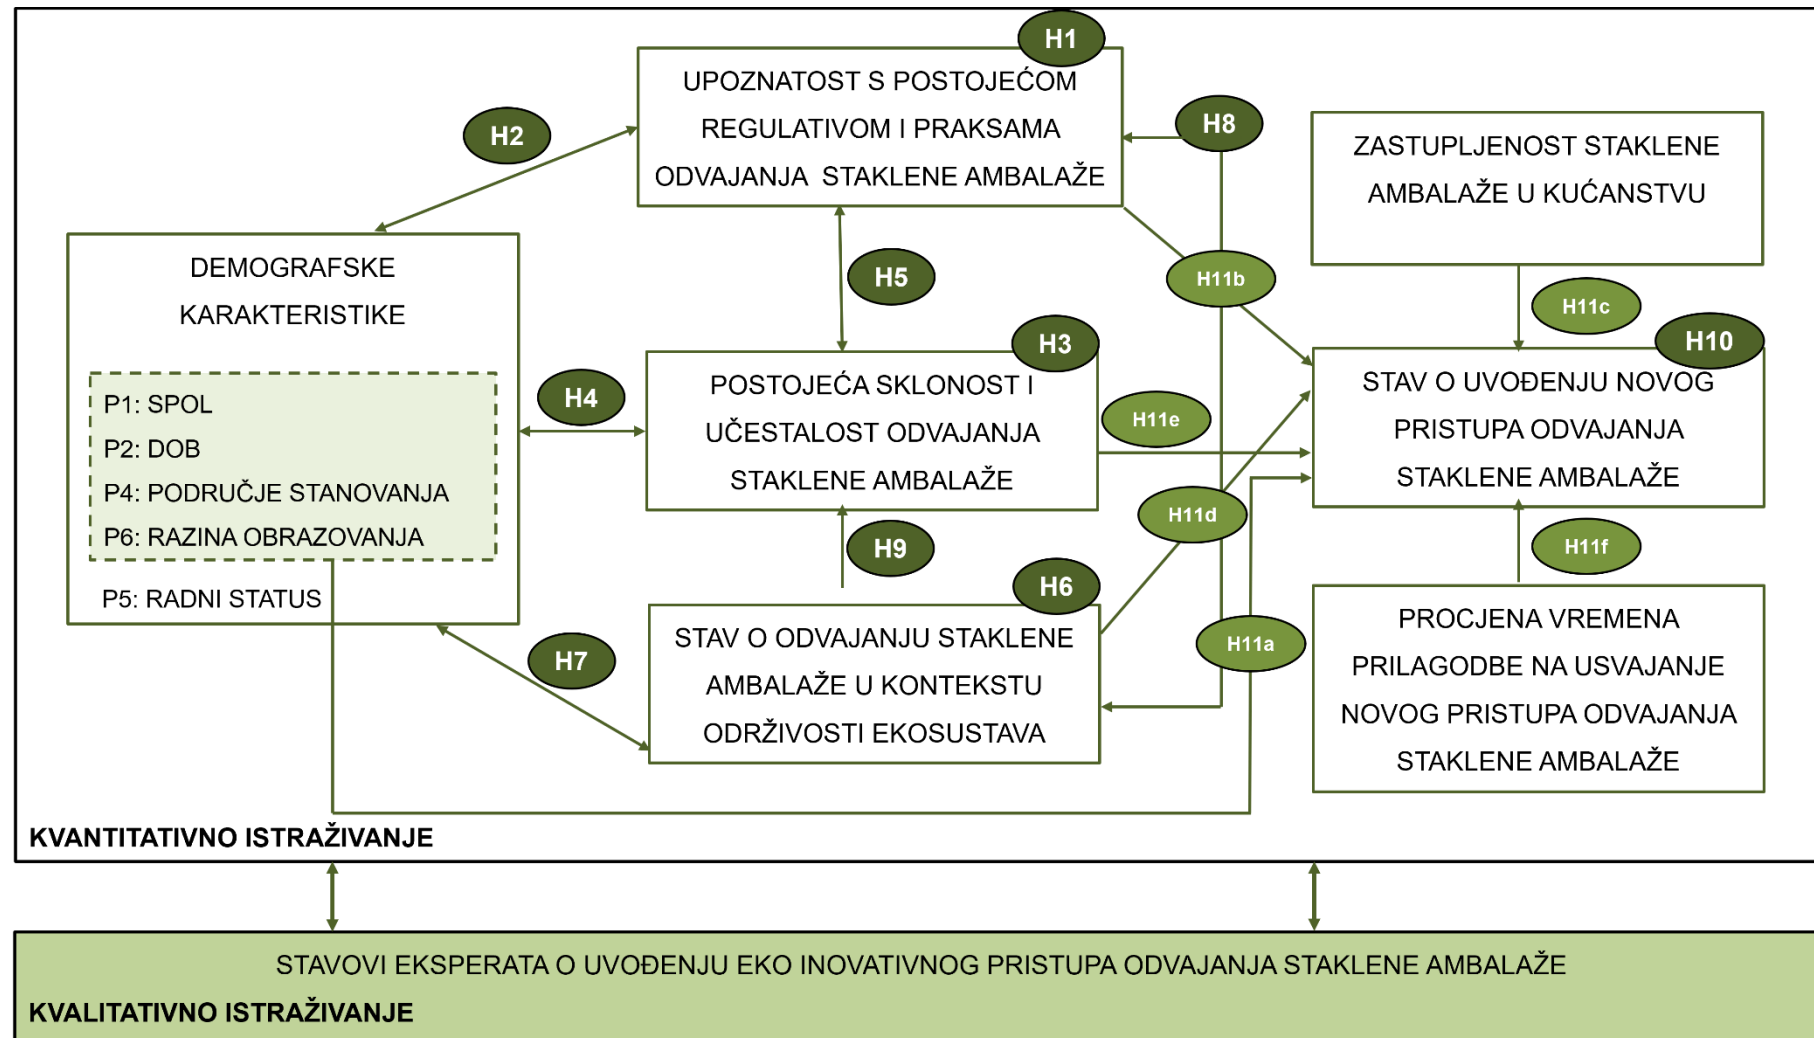 H1
UPOZNATOST S POSTOJEĆOM
REGULATIVOM I PRAKSAMA
ODVAJANJA STAKLENE AMBALAŽE
H2
H8
ZASTUPLJENOST STAKLENE
AMBALAŽE U KUĆANSTVU
DEMOGRAFSKE
KARAKTERISTIKE
P1: SPOL
P2: DOB
P4: PODRUČJE STANOVANJA
P6: RAZINA OBRAZOVANJA
P5: RADNI STATUS
H5
H11b
H11c
H4
H3
POSTOJEĆA SKLONOST I
UČESTALOST ODVAJANJA
STAKLENE AMBALAŽE
H11e
H10
STAV O UVOĐENJU NOVOG
PRISTUPA ODVAJANJA
STAKLENE AMBALAŽE
H9
H11d
H11f
H7
H6
STAV O ODVAJANJU STAKLENE
AMBALAŽE U KONTEKSTU
ODRŽIVOSTI EKOSUSTAVA
H11a
PROCJENA VREMENA
PRILAGODBE NA USVAJANJE
NOVOG PRISTUPA ODVAJANJA
STAKLENE AMBALAŽE
KVANTITATIVNO ISTRAŽIVANJE
STAVOVI EKSPERATA O UVOĐENJU EKO INOVATIVNOG PRISTUPA ODVAJANJA STAKLENE AMBALAŽE
KVALITATIVNO ISTRAŽIVANJE